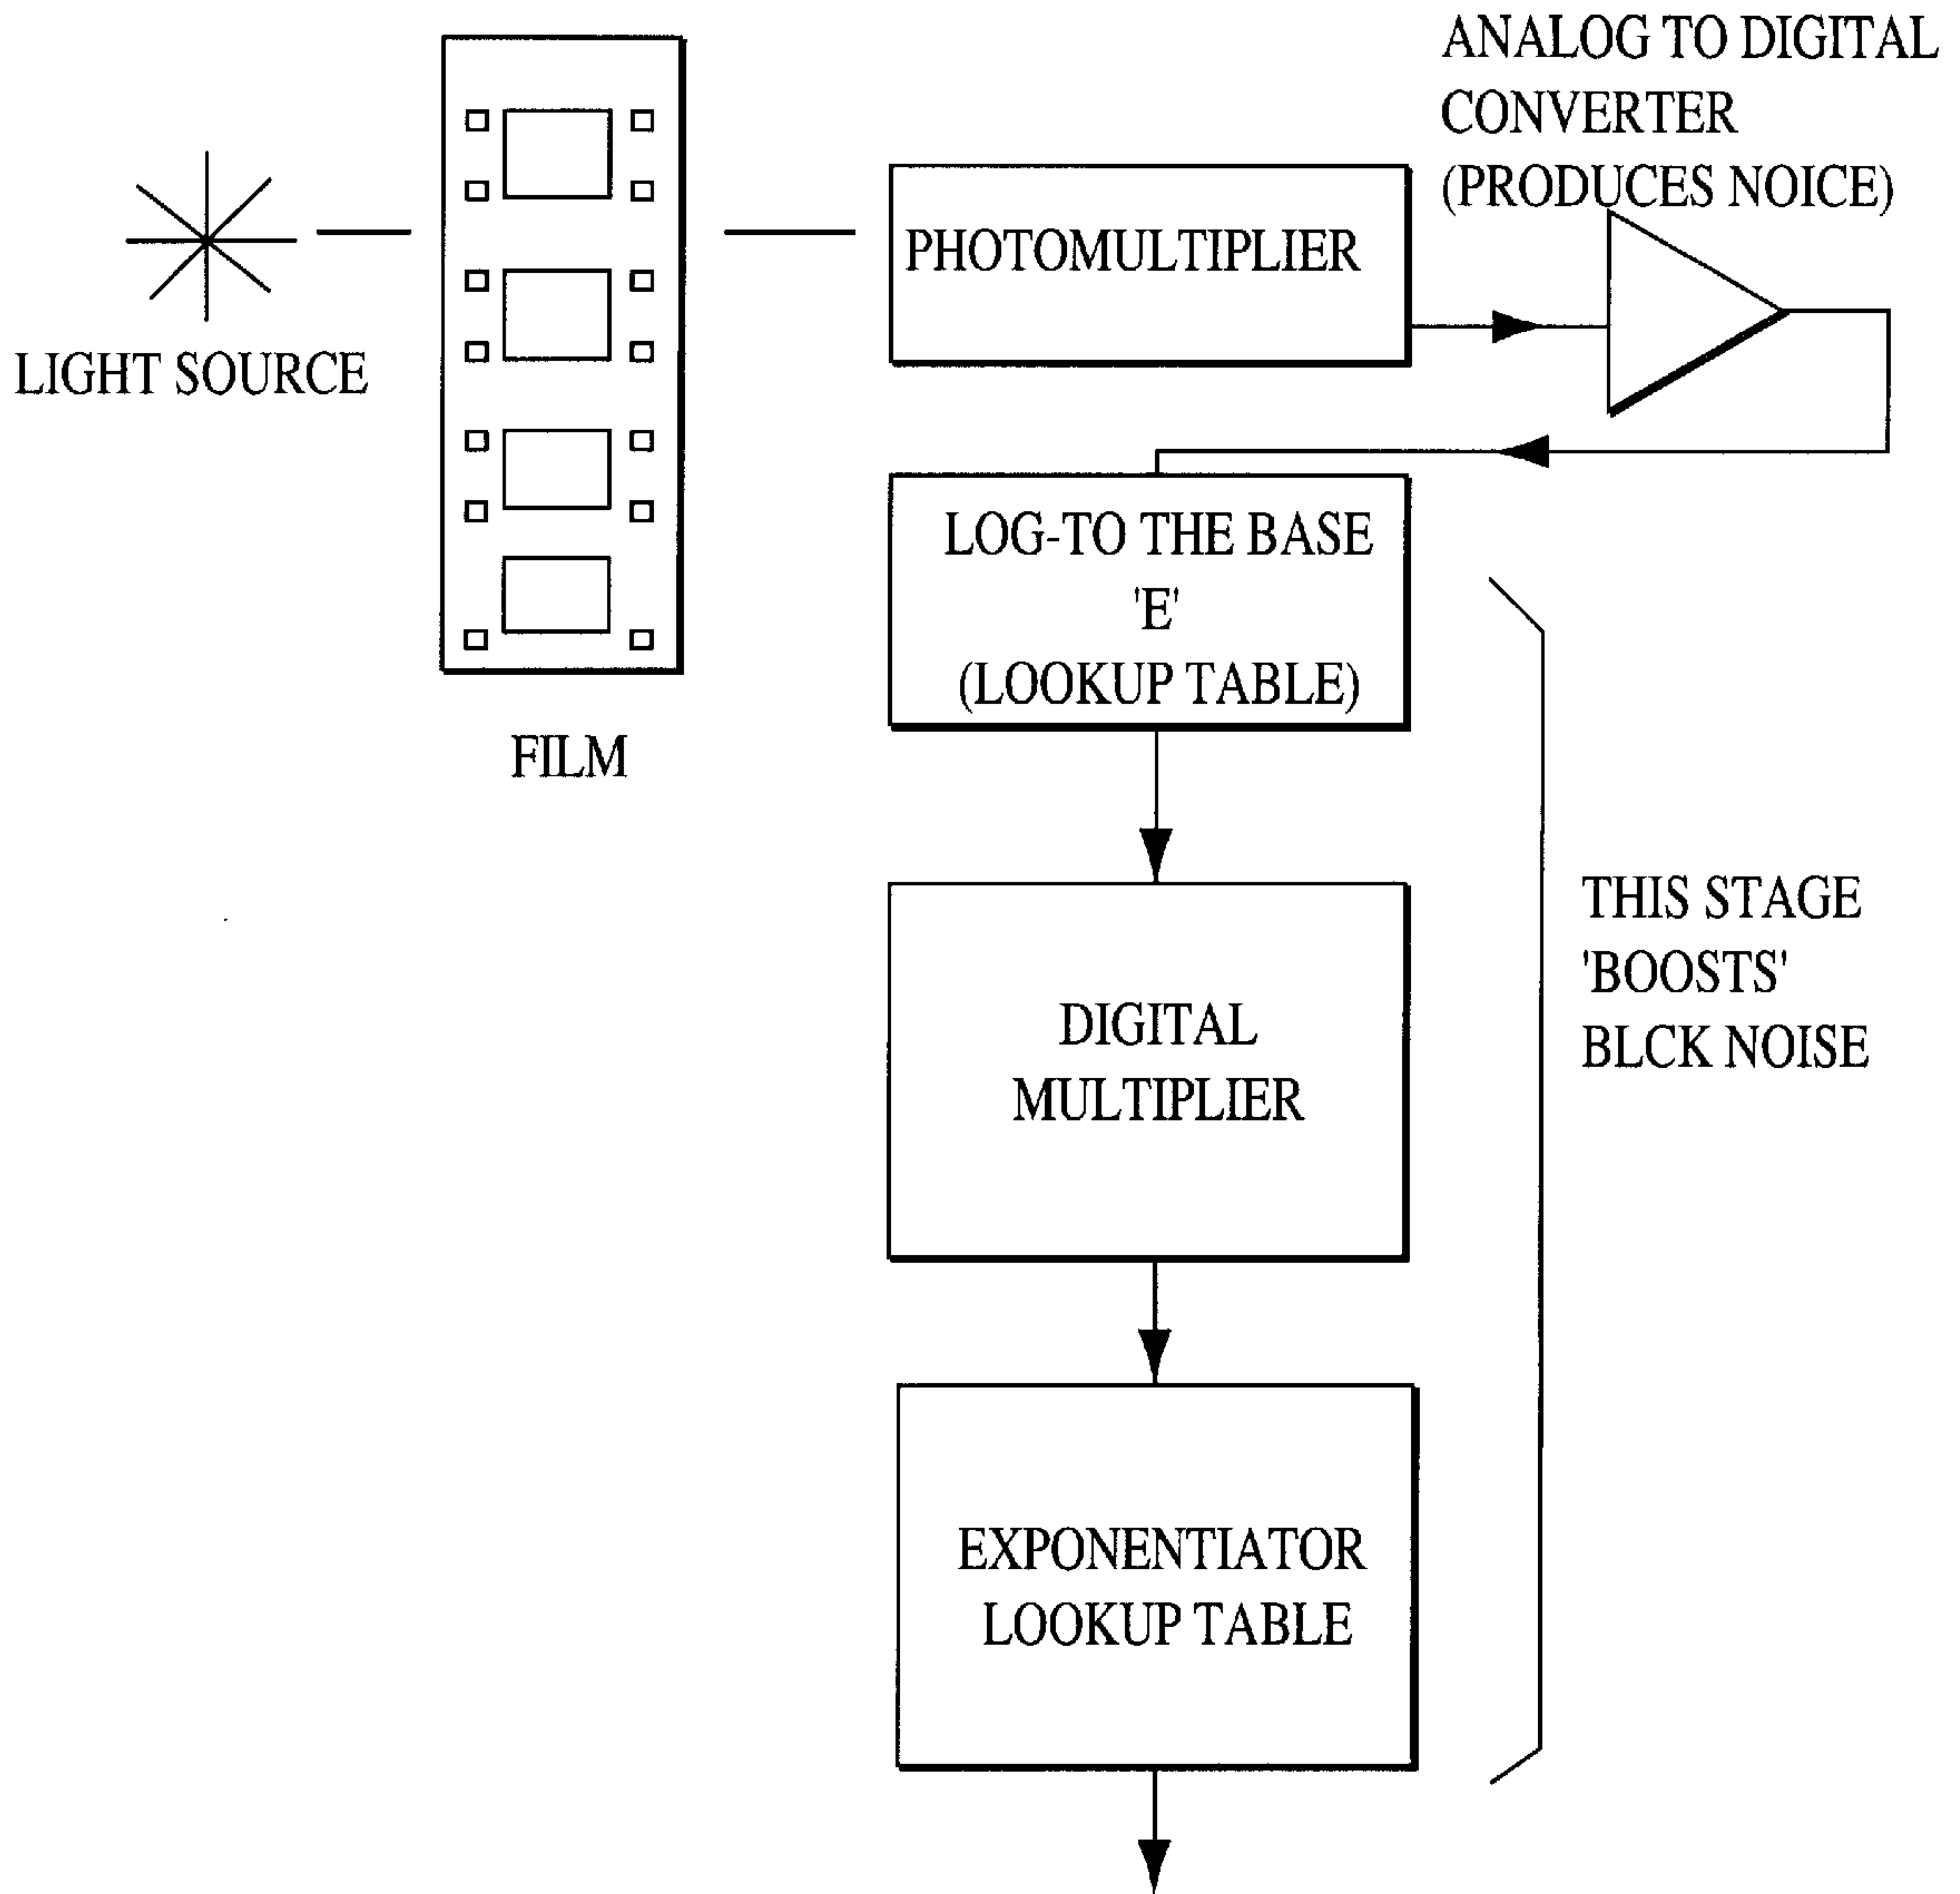 ANALOG TO DIGITAL
CONVERTER
(PRODUCES NOICE)
PHOTOMULTIPLIER
LIGHT SOURCE
LOG-TO THE BASE
'E'
(LOOKUP TABLE)
FILM
THIS STAGE
'BOOSTS'
BLCK NOISE
DIGITAL
MULTIPLIER
EXPONENTIATOR
LOOKUP TABLE